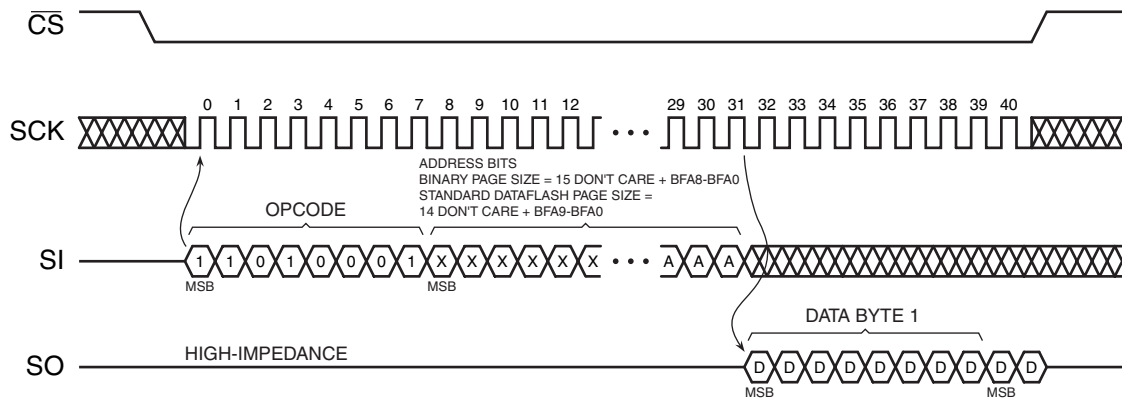 CS
SCK
0 1 2 3 4 5 6 7 8 9 10 11 12 29 30 31 32 33 34 35 36 37 38 39 40
ADDRESS BITS
BINARY PAGE SIZE = 15 DON'T CARE + BFA8-BFA0
STANDARD DATAFLASH PAGE SIZE =
14 DON'T CARE + BFA9-BFA0
OPCODE
SI
1 1 0 1 0 0 0 1 X X X X X X • • • A A A
MSB MSB
DATA BYTE 1
SO
HIGH-IMPEDANCE
D D D D D D D D D D
MSB MSB